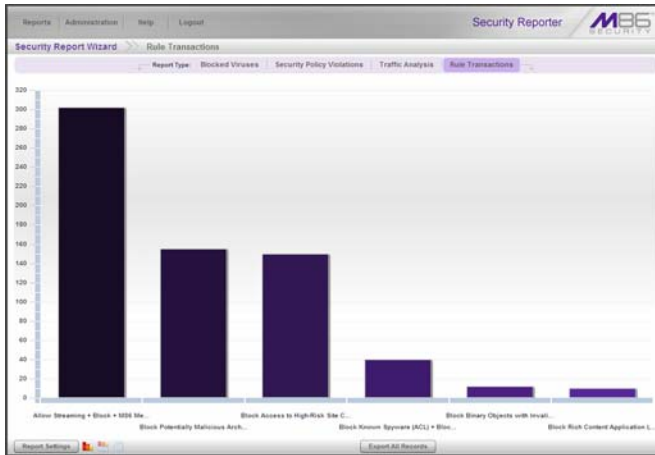 Reports Administration Help Logout Security Reporter M86 SECURITY
Security Report Wizard Rule Transactions
Report Type: Blocked Viruses Security Policy Violations Traffic Analysis Rule Transactions
320
300
280
260
240
220
200
180
160
140
120
100
80
60
40
20
0
Allow Streaming + Block + M86 Me... Block Access to High-Risk Site C... Block Binary Objects with Invali...
Block Potentially Malicious Arch... Block Known Spyware (ACL) + Bloc... Block Rich Content Application L...
Report Settings Export All Records